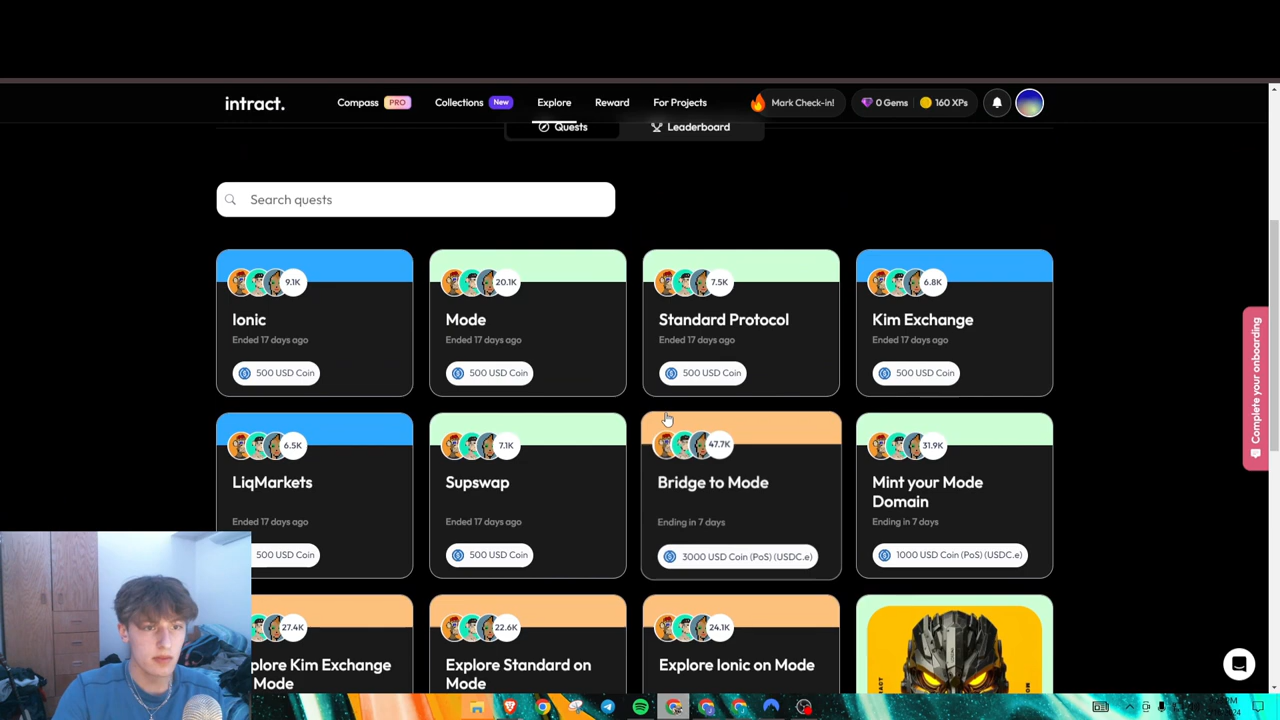 intract.
Compass PRO
Collections New
Explore
Reward
For Projects
Mark Check-in!
0 Gems
160 XPs
Quests
Leaderboard
Search quests
9.1K
Ionic
Ended 17 days ago
500 USD Coin
20.1K
Mode
Ended 17 days ago
500 USD Coin
7.5K
Standard Protocol
Ended 17 days ago
500 USD Coin
6.8K
Kim Exchange
Ended 17 days ago
500 USD Coin
6.5K
LiqMarkets
Ended 17 days ago
500 USD Coin
7.1K
Supswap
Ended 17 days ago
500 USD Coin
47.7K
Bridge to Mode
Ending in 7 days
3000 USD Coin (PoS) (USDC.e)
31.9K
Mint your Mode
Domain
Ending in 7 days
1000 USD Coin (PoS) (USDC.e)
27.4K
plore Kim Exchange
Mode
22.6K
Explore Standard on
Mode
24.1K
Explore Ionic on Mode
Complete your onboarding